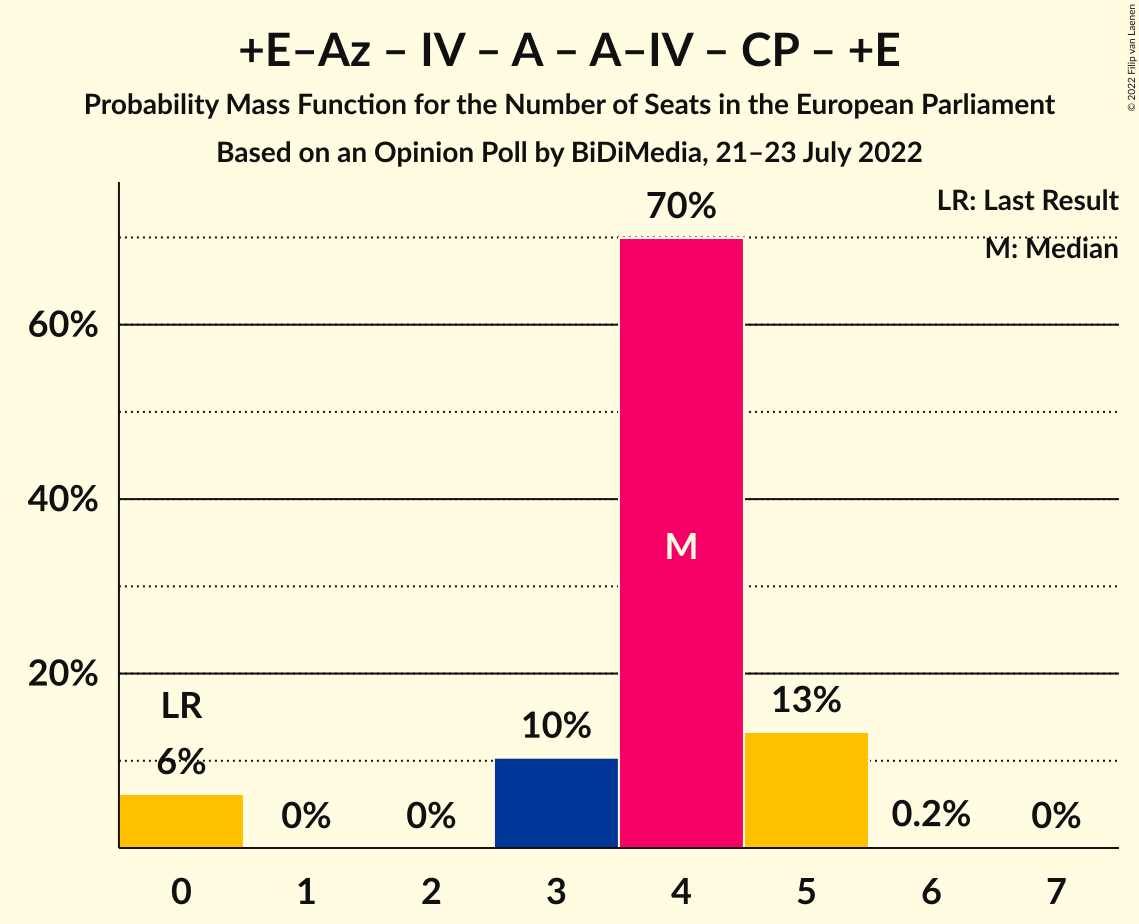 +E–Az – IV – A – A–IV – CP – +E
Probability Mass Function for the Number of Seats in the European Parliament
Based on an Opinion Poll by BiDiMedia, 21–23 July 2022
© 2022 Filip van Laenen
LR: Last Result
M: Median
70%
60%
40%
20%
M
LR
6%
0%
0%
10%
13%
0.2%
0%
0 1 2 3 4 5 6 7